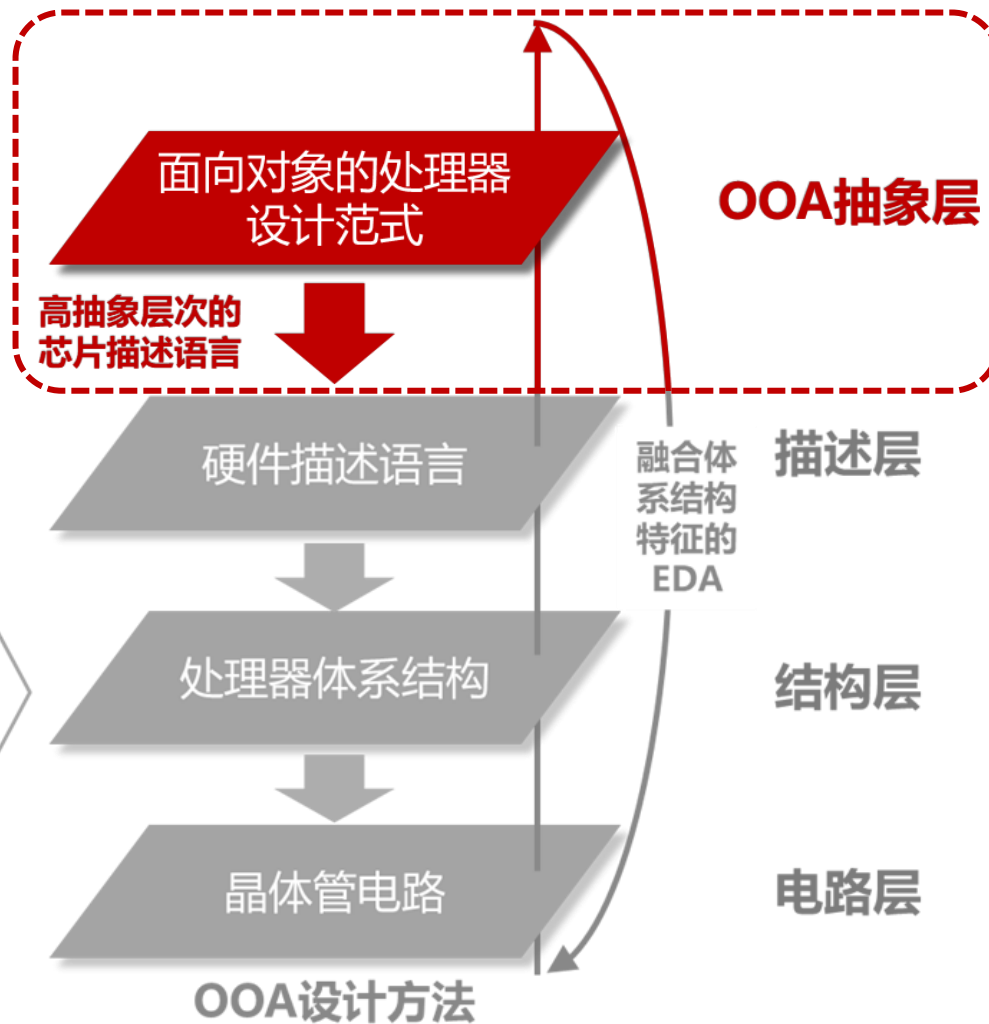 面向对象的处理器
设计范式
OOA抽象层
高抽象层次的
芯片描述语言
硬件描述语言
描述层
融合体
系结构
特征的
EDA
处理器体系结构
结构层
晶体管电路
电路层
OOA设计方法